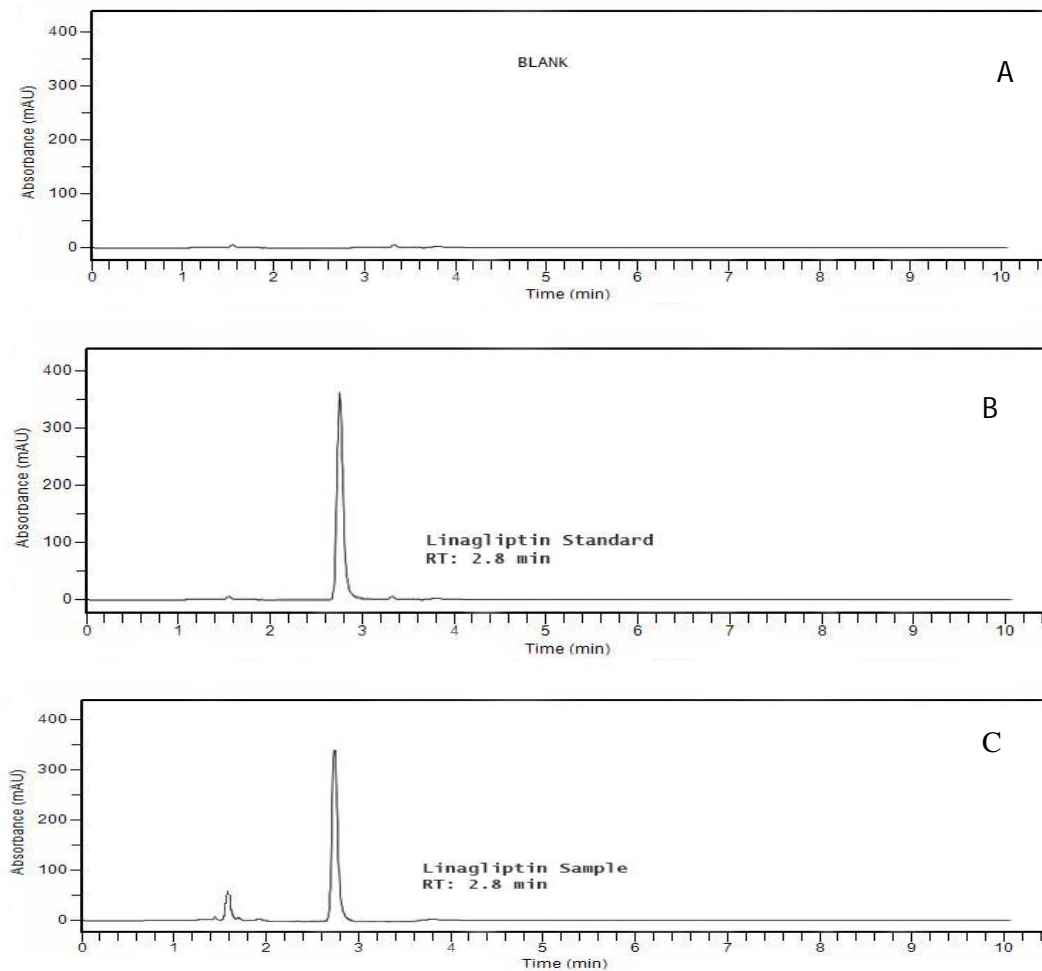 400
300
200
100
0
Absorbance (mAU)
BLANK
A
0 1 2 3 4 5 6 7 8 9 10
Time (min)
400
300
200
100
0
Absorbance (mAU)
B
Linagliptin Standard
RT: 2.8 min
0 1 2 3 4 5 6 7 8 9 10
Time (min)
400
300
200
100
0
Absorbance (mAU)
C
Linagliptin Sample
RT: 2.8 min
0 1 2 3 4 5 6 7 8 9 10
Time (min)